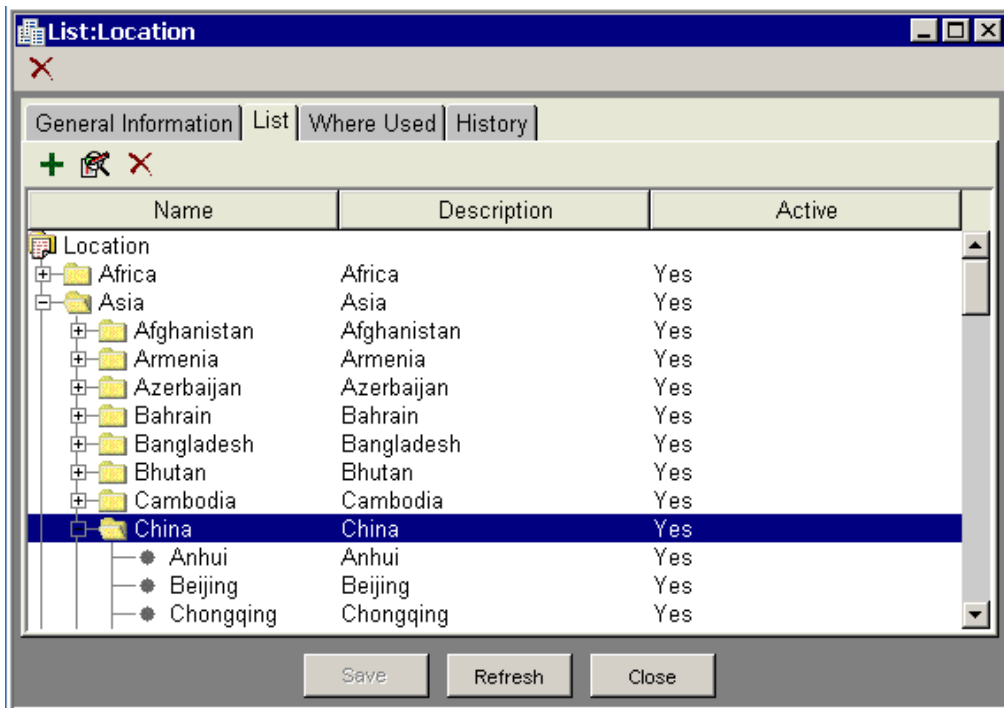 List:Location
General Information List Where Used History
Name Description Active
Location
Africa Africa Yes
Asia Asia Yes
Afghanistan Afghanistan Yes
Armenia Armenia Yes
Azerbaijan Azerbaijan Yes
Bahrain Bahrain Yes
Bangladesh Bangladesh Yes
Bhutan Bhutan Yes
Cambodia Cambodia Yes
China China Yes
Anhui Anhui Yes
Beijing Beijing Yes
Chongqing Chongqing Yes
Save Refresh Close